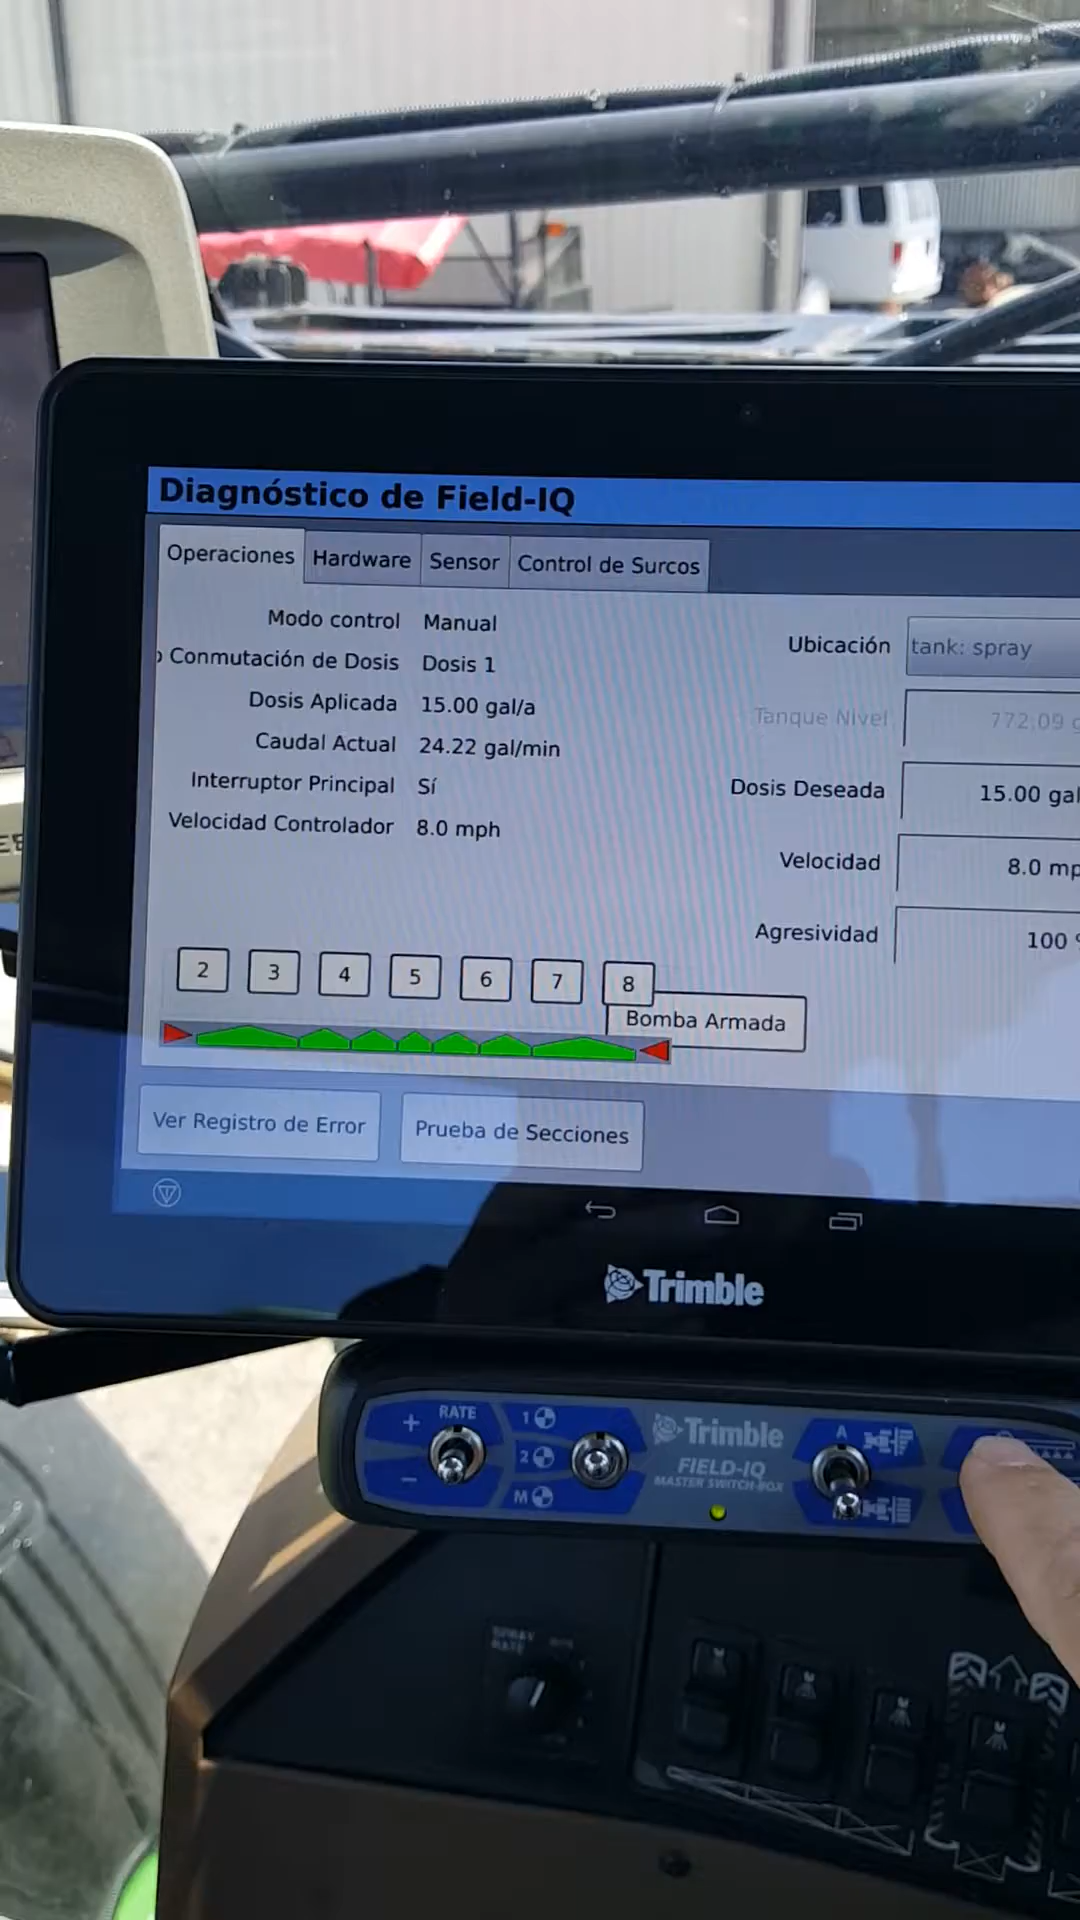 Diagnóstico de Field-IQ
Operaciones Hardware Sensor Control de Surcos
Modo control Manual
Conmutación de Dosis Dosis 1
Dosis Aplicada 15.00 gal/a
Caudal Actual 24.22 gal/min
Interruptor Principal Sí
Velocidad Controlador 8.0 mph
Ubicación tank: spray
Tanque Nivel 772.09 g
Dosis Deseada 15.00 gal
Velocidad 8.0 mp
Agresividad 100 %
2 3 4 5 6 7 8
Bomba Armada
Ver Registro de Error Prueba de Secciones
Trimble
+ RATE -
1
2
M
Trimble
FIELD-IQ
MASTER SWITCH BOX
A
SPRAY
RATE